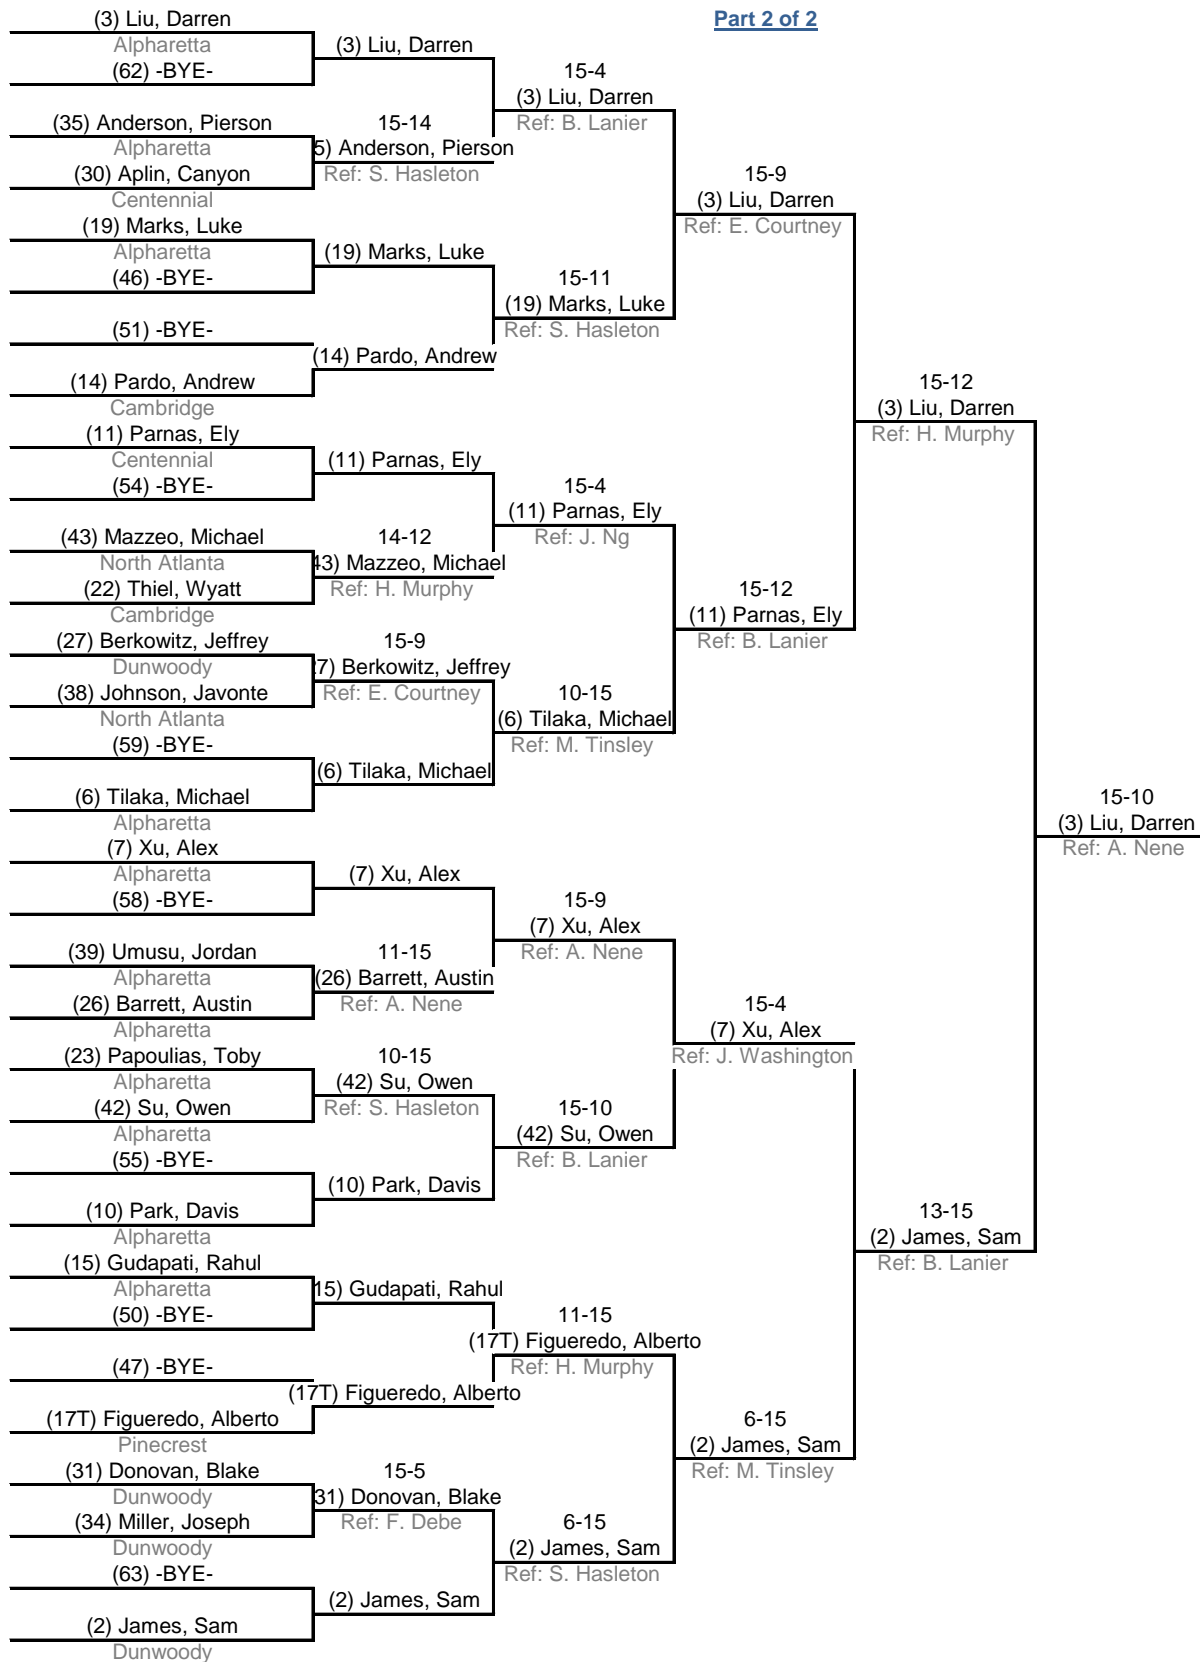 Part 2 of 2
(3) Liu, Darren
Alpharetta
(62) -BYE-
(35) Anderson, Pierson
Alpharetta
(30) Aplin, Canyon
Centennial
(19) Marks, Luke
Alpharetta
(46) -BYE-
(51) -BYE-
(14) Pardo, Andrew
Cambridge
(11) Parnas, Ely
Centennial
(54) -BYE-
(43) Mazzeo, Michael
North Atlanta
(22) Thiel, Wyatt
Cambridge
(27) Berkowitz, Jeffrey
Dunwoody
(38) Johnson, Javonte
North Atlanta
(59) -BYE-
(6) Tilaka, Michael
Alpharetta
(7) Xu, Alex
Alpharetta
(58) -BYE-
(39) Umusu, Jordan
Alpharetta
(26) Barrett, Austin
Alpharetta
(23) Papoulias, Toby
Alpharetta
(42) Su, Owen
Alpharetta
(55) -BYE-
(10) Park, Davis
Alpharetta
(15) Gudapati, Rahul
Alpharetta
(50) -BYE-
(47) -BYE-
(17T) Figueredo, Alberto
Pinecrest
(31) Donovan, Blake
Dunwoody
(34) Miller, Joseph
Dunwoody
(63) -BYE-
(2) James, Sam
Dunwoody
(3) Liu, Darren
15-14
5) Anderson, Pierson
Ref: S. Hasleton
(19) Marks, Luke
(14) Pardo, Andrew
(11) Parnas, Ely
14-12
43) Mazzeo, Michael
Ref: H. Murphy
15-9
27) Berkowitz, Jeffrey
Ref: E. Courtney
(6) Tilaka, Michael
(7) Xu, Alex
11-15
(26) Barrett, Austin
Ref: A. Nene
10-15
(42) Su, Owen
Ref: S. Hasleton
(10) Park, Davis
15) Gudapati, Rahul
(17T) Figueredo, Alberto
15-5
31) Donovan, Blake
Ref: F. Debe
(2) James, Sam
15-4
(3) Liu, Darren
Ref: B. Lanier
15-11
(19) Marks, Luke
Ref: S. Hasleton
15-4
(11) Parnas, Ely
Ref: J. Ng
10-15
(6) Tilaka, Michael
Ref: M. Tinsley
15-9
(7) Xu, Alex
Ref: A. Nene
15-10
(42) Su, Owen
Ref: B. Lanier
11-15
(17T) Figueredo, Alberto
Ref: H. Murphy
6-15
(2) James, Sam
Ref: S. Hasleton
15-9
(3) Liu, Darren
Ref: E. Courtney
15-12
(11) Parnas, Ely
Ref: B. Lanier
15-4
(7) Xu, Alex
Ref: J. Washington
6-15
(2) James, Sam
Ref: M. Tinsley
15-12
(3) Liu, Darren
Ref: H. Murphy
13-15
(2) James, Sam
Ref: B. Lanier
15-10
(3) Liu, Darren
Ref: A. Nene